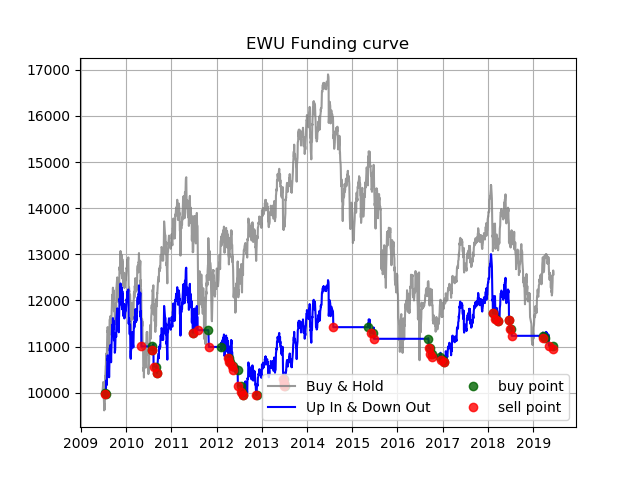 EWU Funding curve
17000
16000
15000
14000
13000
12000
11000
10000
Buy & Hold
Up In & Down Out
buy point
sell point
2009 2010 2011 2012 2013 2014 2015 2016 2017 2018 2019